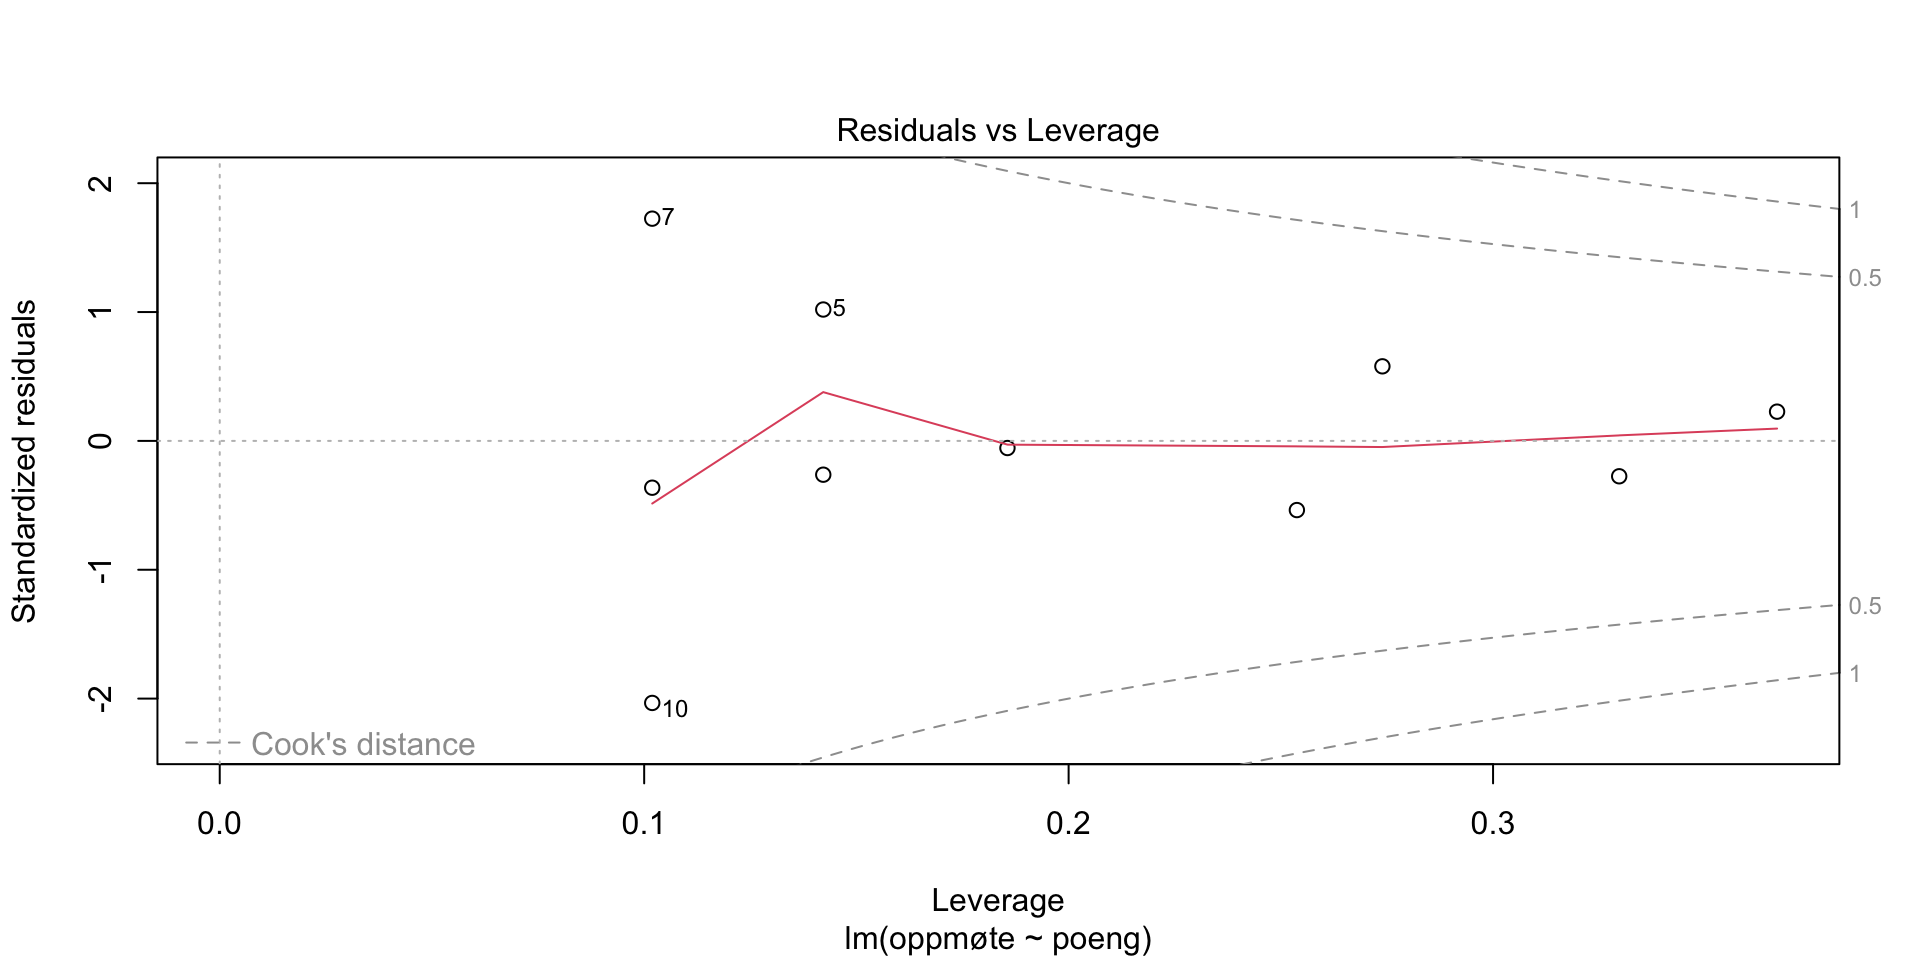 Residuals vs Leverage
Standardized residuals
2
1
0
-1
-2
7
5
10
1
0.5
0.5
1
Cook's distance
0.0 0.1 0.2 0.3
Leverage
lm(oppmøte ~ poeng)